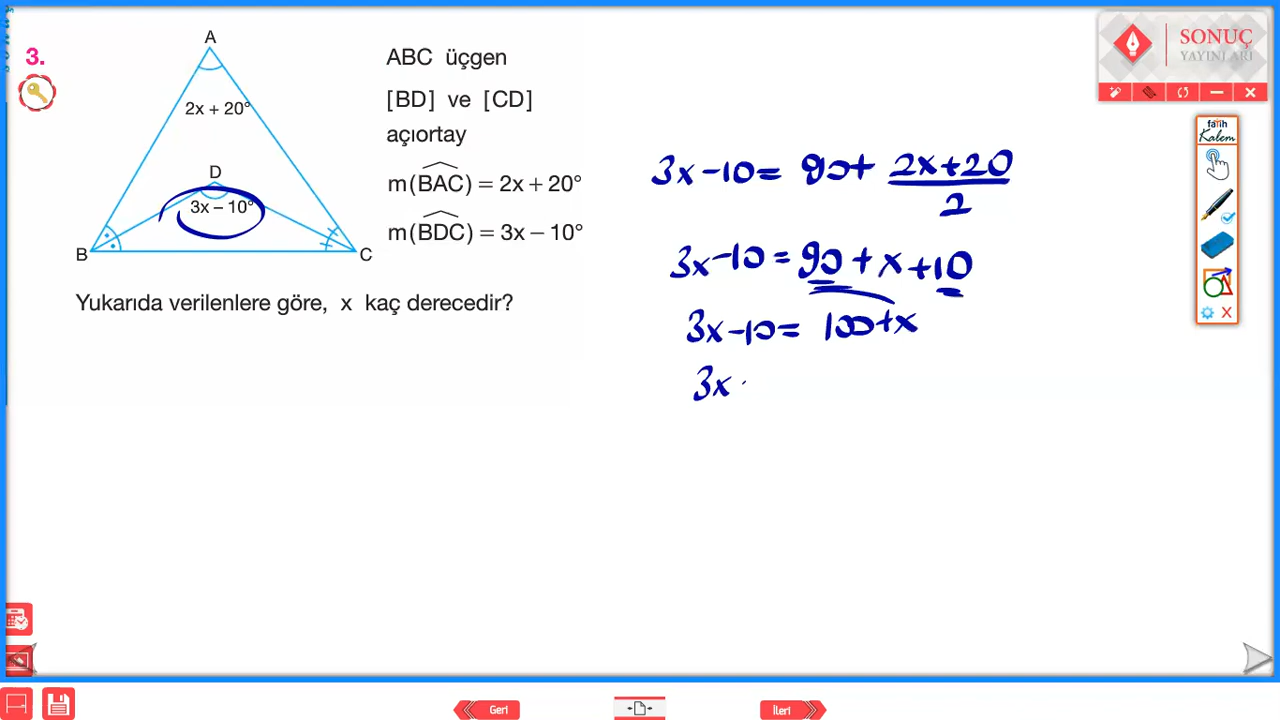 3.
A
2x + 20°
D
3x – 10°
B
C
ABC üçgen
[BD] ve [CD]
açıortay
m(BAC) = 2x + 20°
m(BDC) = 3x – 10°
Yukarıda verilenlere göre, x kaç derecedir?
3x - 10 = 90 + 2x + 20 / 2
3x - 10 = 90 + x + 10
3x - 10 = 100 + x
3x
SONUÇ
YAYINLARI
fatih
Kalem
Geri
İleri